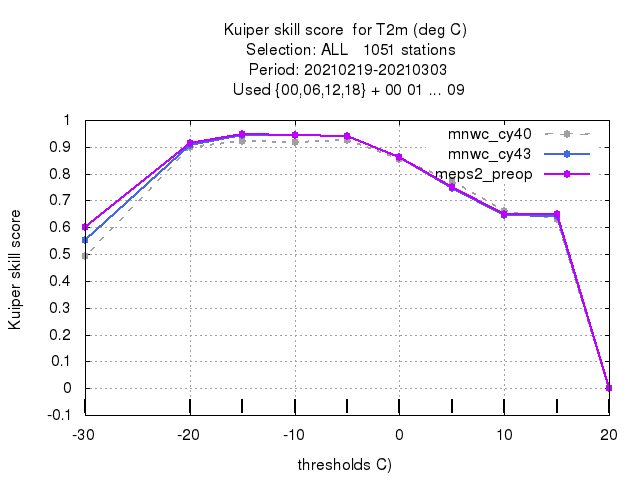 Kuiper skill score  for T2m (deg C)
Selection: ALL   1051 stations
Period: 20210219-20210303
Used {00,06,12,18} + 00 01 ... 09
mnwc_cy40
mnwc_cy43
meps2_preop
Kuiper skill score
1
0.9
0.8
0.7
0.6
0.5
0.4
0.3
0.2
0.1
0
-0.1
-30
-20
-10
0
10
20
thresholds C)